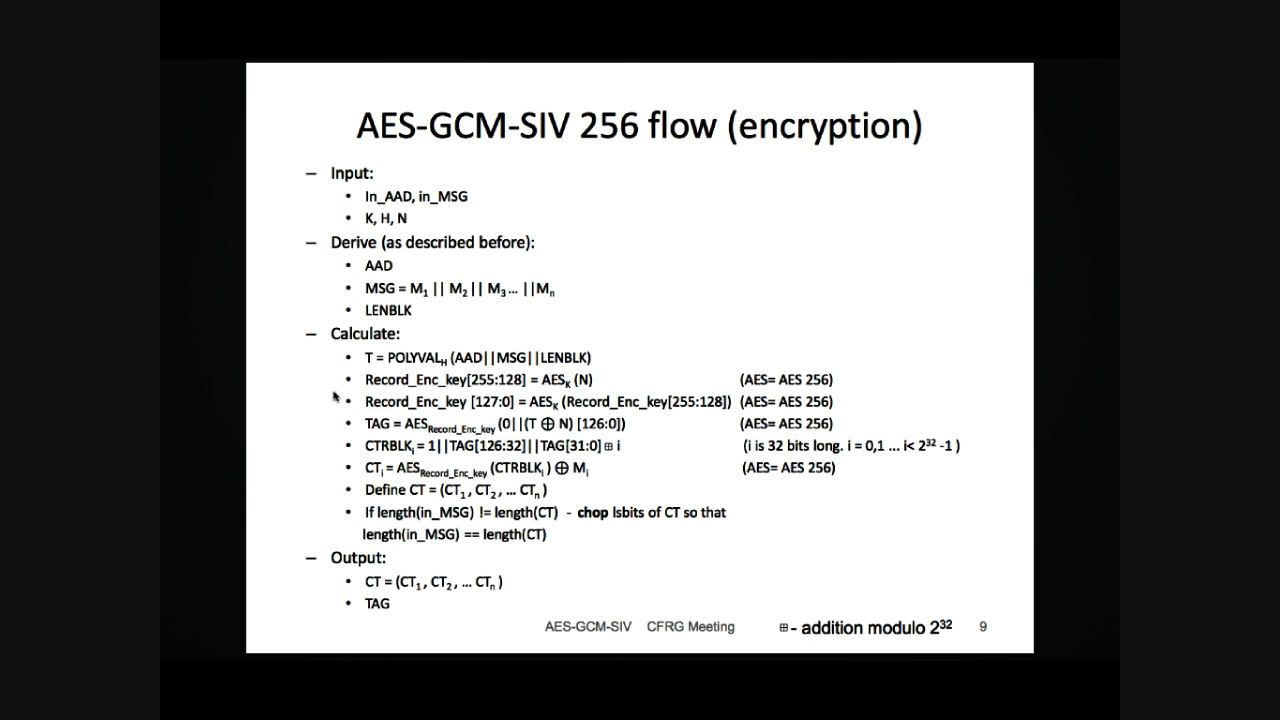 AES-GCM-SIV 256 flow (encryption)
– Input:
• In_AAD, in_MSG
• K, H, N
– Derive (as described before):
• AAD
• MSG = M₁ || M₂ || M₃... ||Mₙ
• LENBLK
– Calculate:
• T = POLYVAL_H (AAD||MSG||LENBLK)
• Record_Enc_key[255:128] = AES_K (N) (AES= AES 256)
• Record_Enc_key [127:0] = AES_K (Record_Enc_key[255:128]) (AES= AES 256)
• TAG = AES_Record_Enc_key (0||(T ⊕ N) [126:0]) (AES= AES 256)
• CTRBLKᵢ = 1||TAG[126:32]||TAG[31:0]⊞ i (i is 32 bits long. i = 0,1 ... i< 2³² -1 )
• CTᵢ = AES_Record_Enc_key (CTRBLKᵢ ) ⊕ Mᵢ (AES= AES 256)
• Define CT = (CT₁ , CT₂ , ... CTₙ )
• If length(in_MSG) != length(CT) - chop lsbits of CT so that
length(in_MSG) == length(CT)
– Output:
• CT = (CT₁ , CT₂ , ... CTₙ )
• TAG
AES-GCM-SIV CFRG Meeting ⊞ - addition modulo 2³² 9